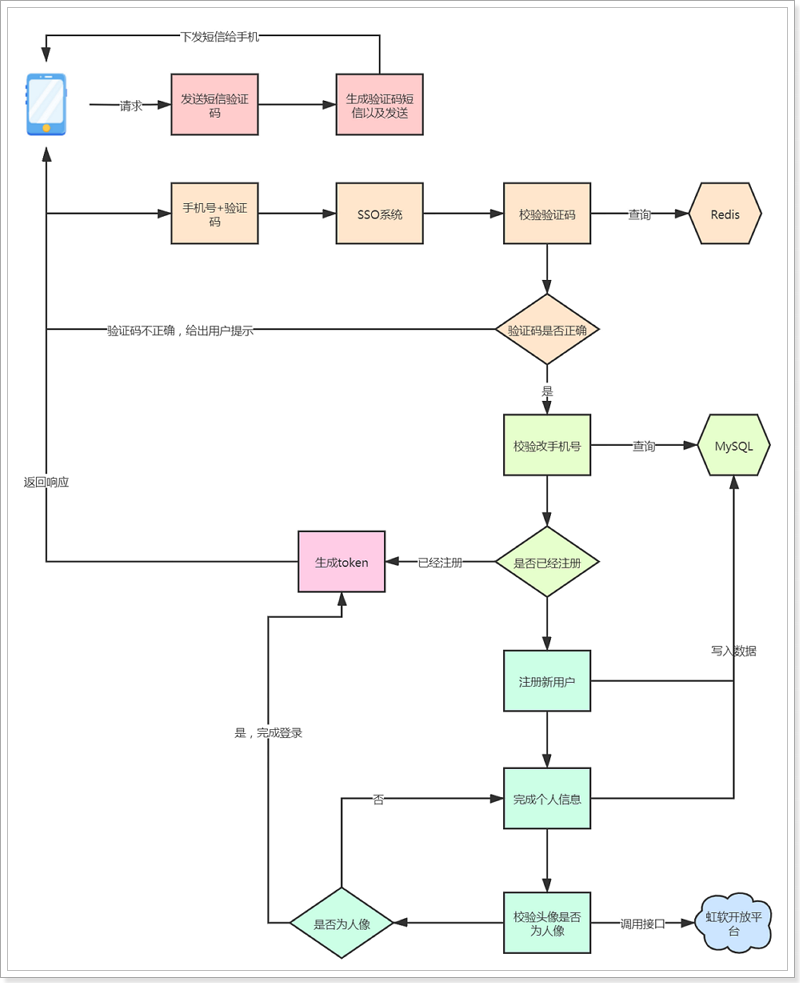 下发短信给手机
请求
发送短信验证
码
生成验证码短
信以及发送
手机号+验证
码
SSO系统
校验验证码
查询
Redis
验证码不正确，给出用户提示
验证码是否正确
是
校验改手机号
查询
MySQL
返回响应
生成token
已经注册
是否已经注册
写入数据
注册新用户
是，完成登录
否
完成个人信息
是否为人像
校验头像是否
为人像
调用接口
虹软开放平
台